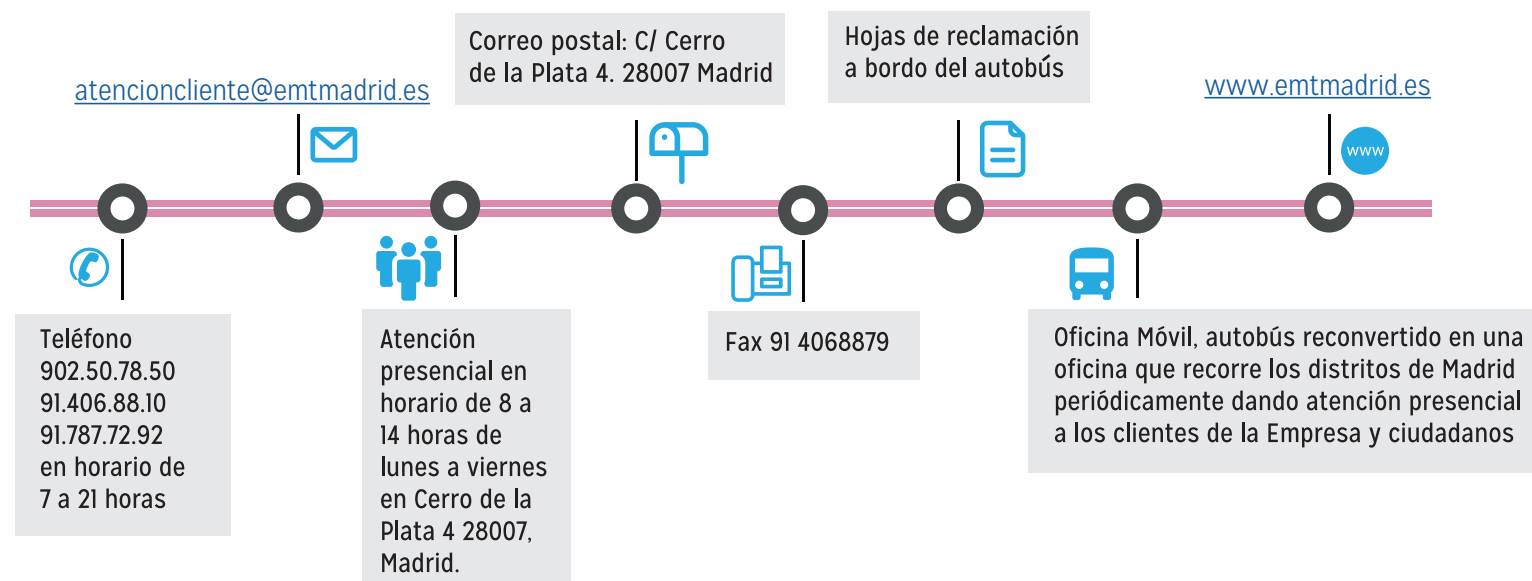 Correo postal: C/ Cerro
de la Plata 4. 28007 Madrid
Hojas de reclamación
a bordo del autobús
atencioncliente@emtmadrid.es
www.emtmadrid.es
www
Teléfono
902.50.78.50
91.406.88.10
91.787.72.92
en horario de
7 a 21 horas
Atención
presencial en
horario de 8 a
14 horas de
lunes a viernes
en Cerro de la
Plata 4 28007,
Madrid.
Fax 91 4068879
Oficina Móvil, autobús reconvertido en una
oficina que recorre los distritos de Madrid
periódicamente dando atención presencial
a los clientes de la Empresa y ciudadanos